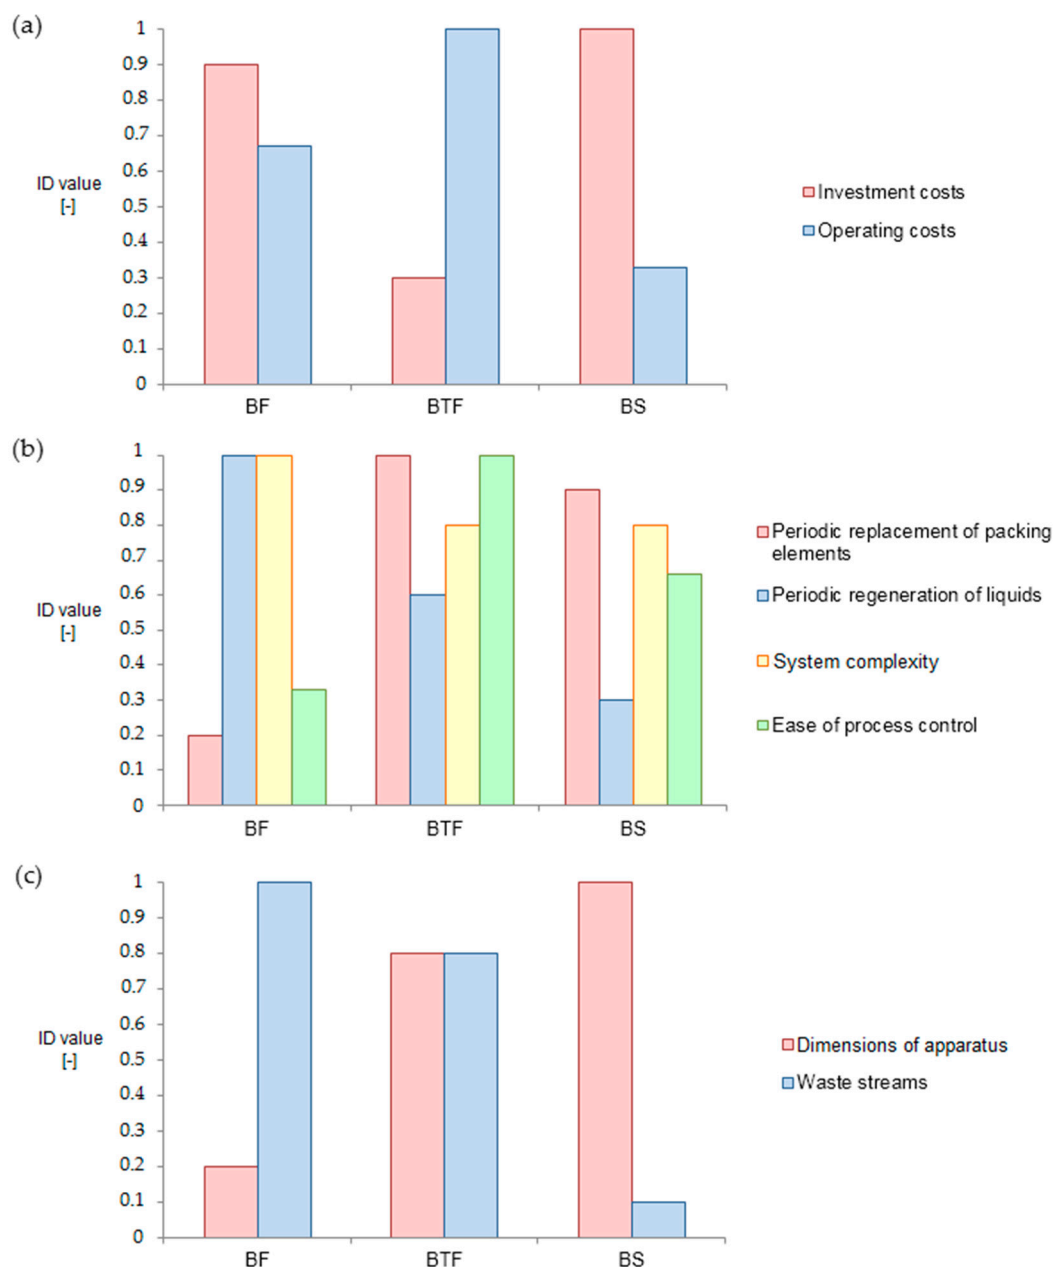 (a)
1
0.9
0.8
0.7
0.6
0.5
0.4
0.3
0.2
0.1
0
ID value
[-]
BF
BTF
BS
Investment costs
Operating costs
(b)
1
0.9
0.8
0.7
0.6
0.5
0.4
0.3
0.2
0.1
0
ID value
[-]
BF
BTF
BS
Periodic replacement of packing
elements
Periodic regeneration of liquids
System complexity
Ease of process control
(c)
1
0.9
0.8
0.7
0.6
0.5
0.4
0.3
0.2
0.1
0
ID value
[-]
BF
BTF
BS
Dimensions of apparatus
Waste streams